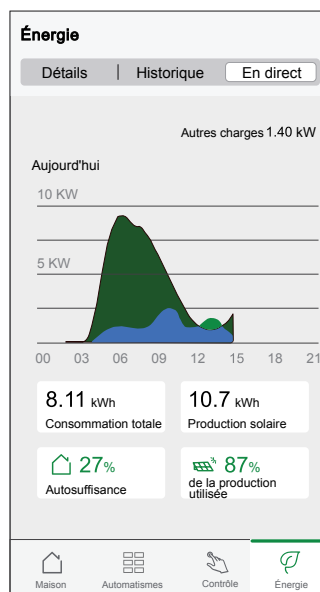 Énergie
Détails | Historique En direct
Autres charges 1.40 kW
Aujourd'hui
10 KW
5 KW
00 03 06 09 12 15 18 21
8.11 kWh
Consommation totale
10.7 kWh
Production solaire
27%
Autosuffisance
87%
de la production
utilisée
Maison Automatismes Contrôle Énergie